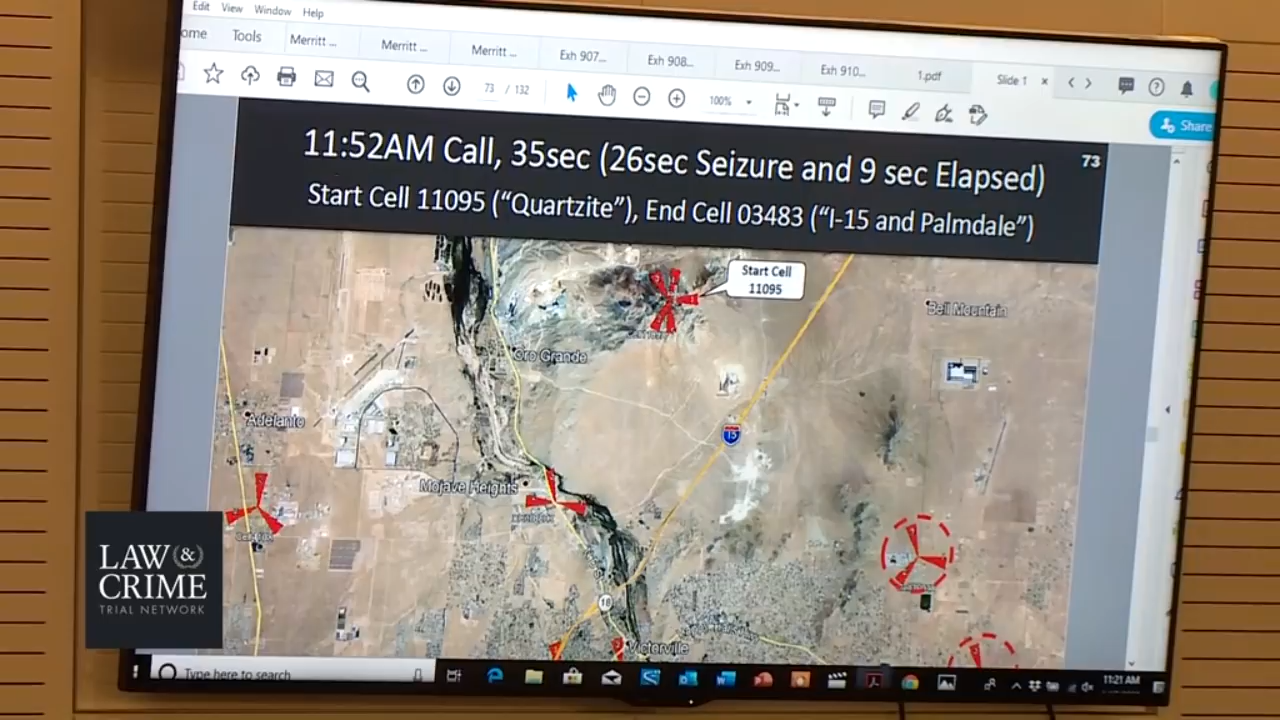 Edit View Window Help
ome Tools Merritt ... Merritt ... Merritt ... Exh 907... Exh 908... Exh 909... Exh 910... 1.pdf Slide 1 ×
73 / 132 100%
Share
11:52AM Call, 35sec (26sec Seizure and 9 sec Elapsed) 73
Start Cell 11095 ("Quartzite"), End Cell 03483 ("I-15 and Palmdale")
Start Cell
11095
Bell Mountain
Oro Grande
Adelanto
15
Mojave Heights
18
Victorville
LAW &
CRIME
TRIAL NETWORK
Type here to search
11:21 AM